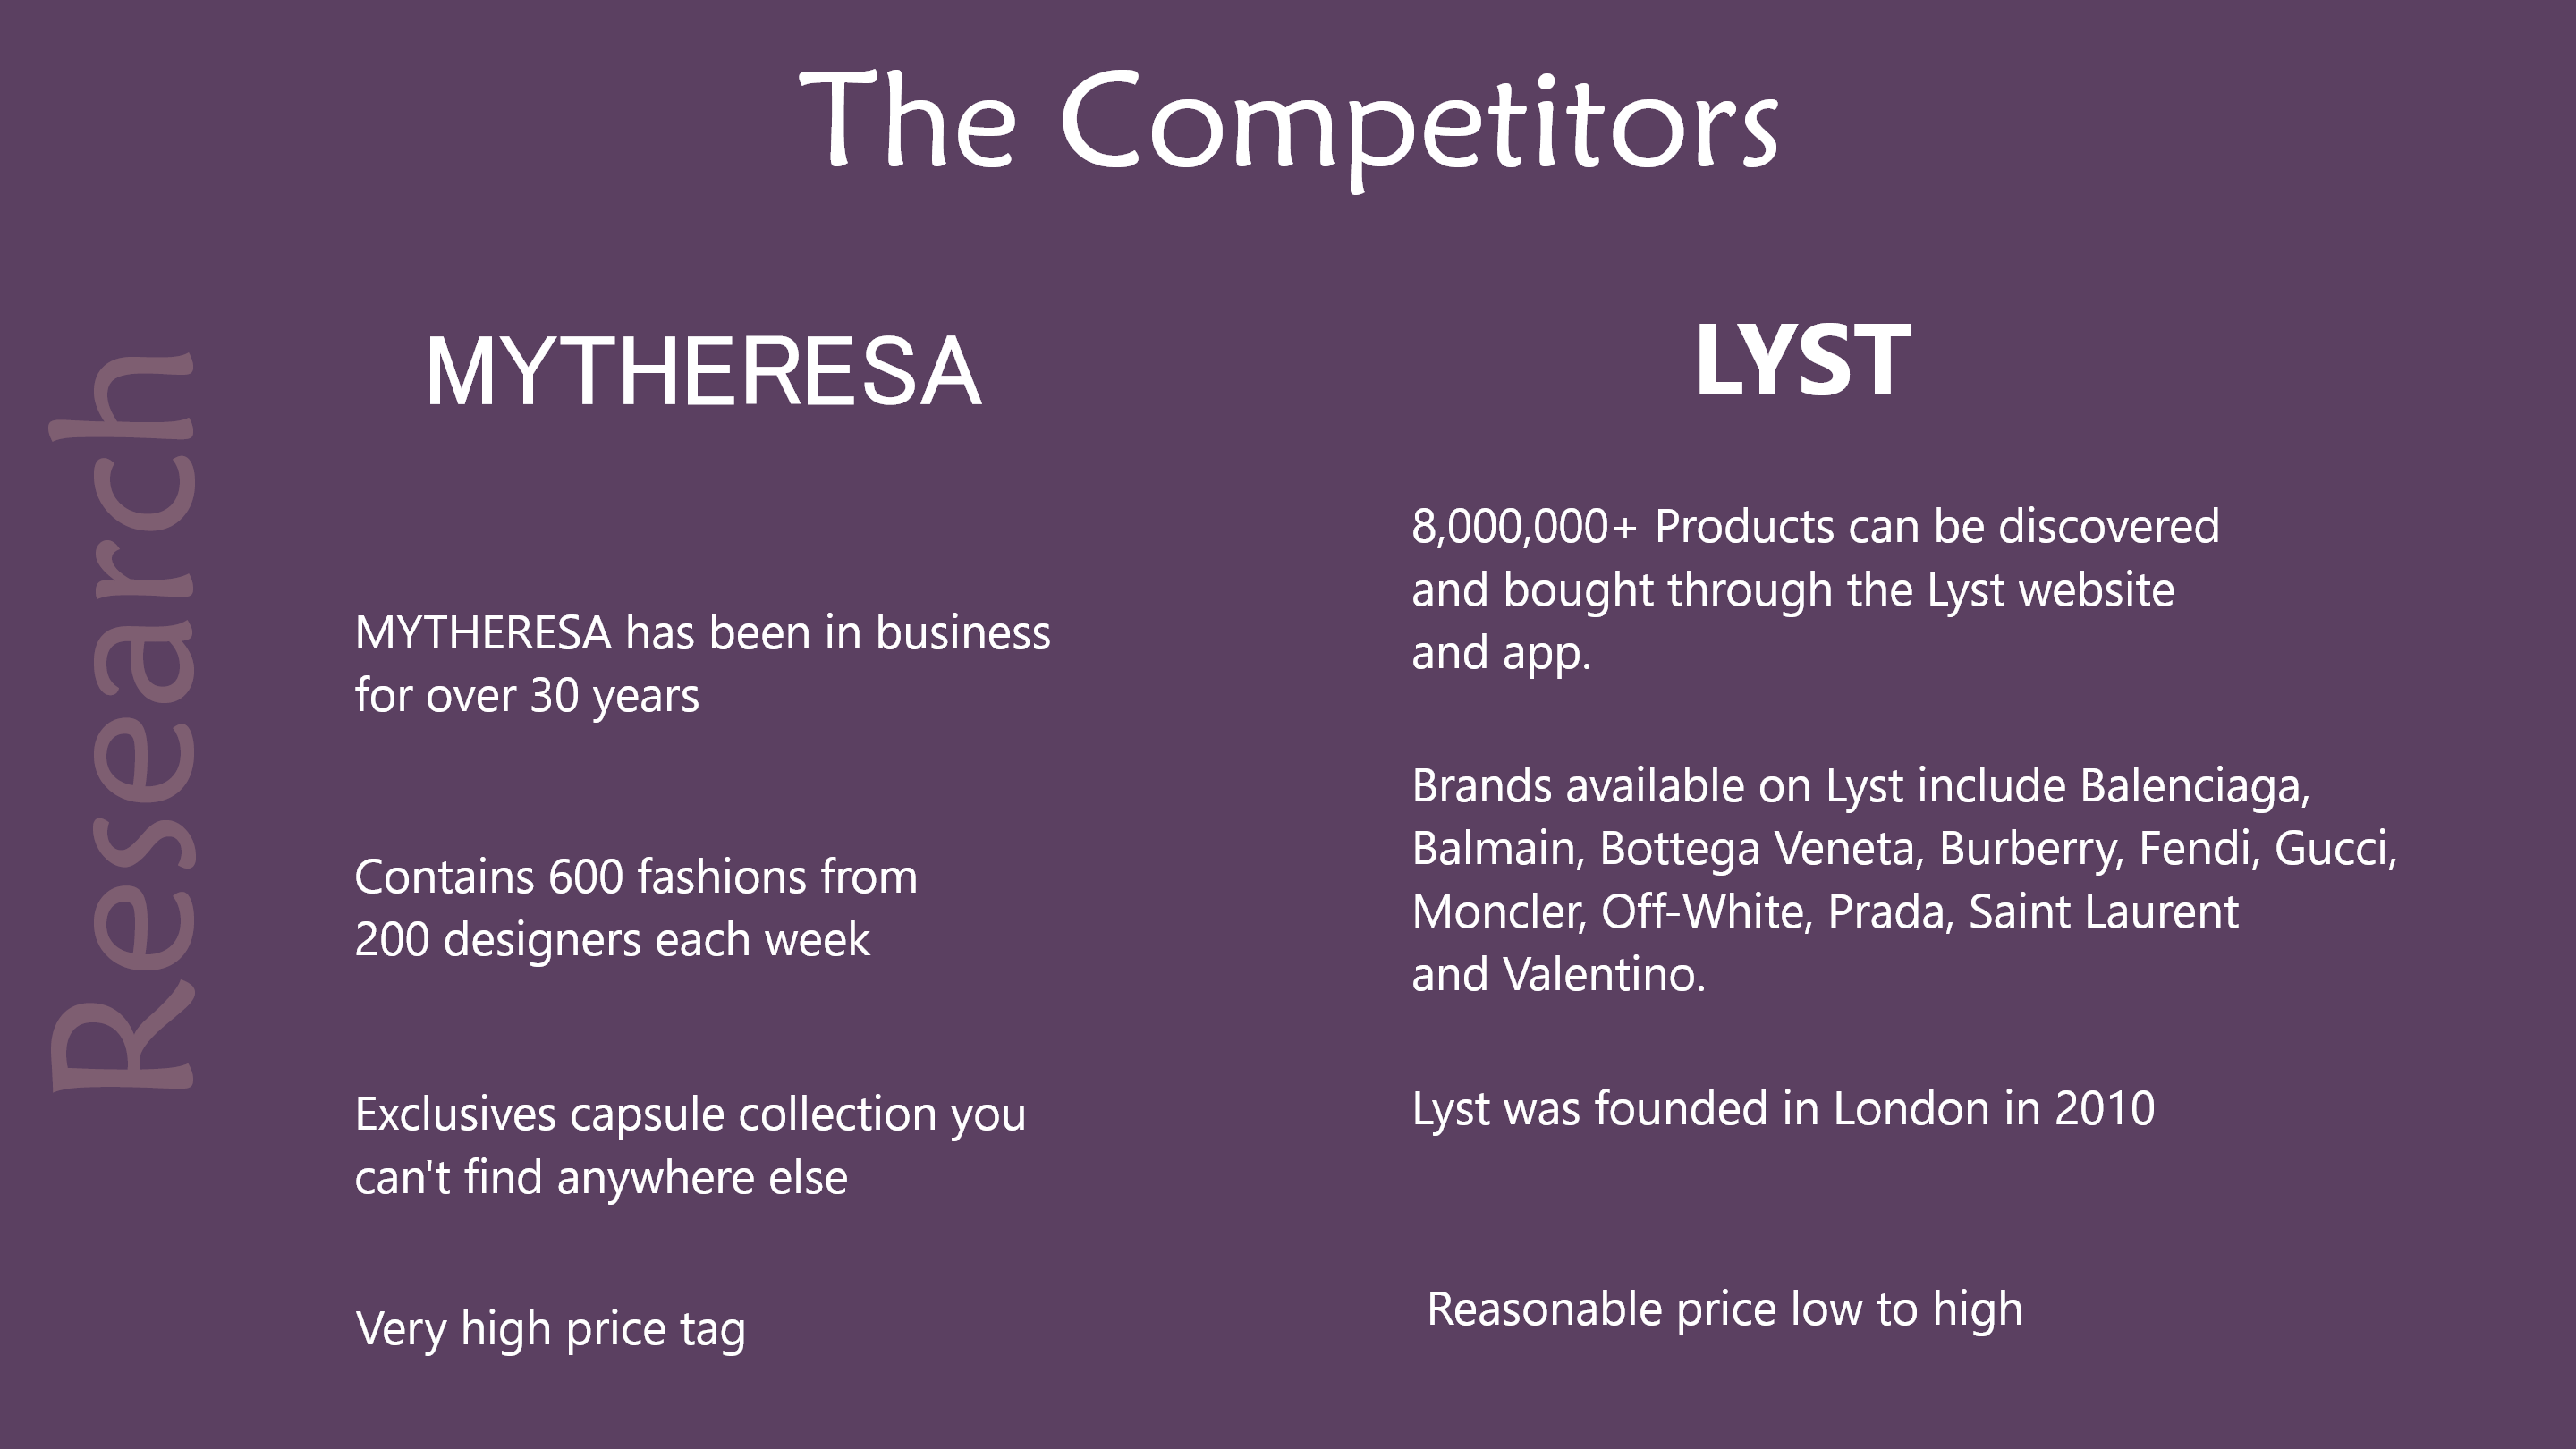 The Competitors
Research
MYTHERESA
MYTHERESA has been in business
for over 30 years
Contains 600 fashions from
200 designers each week
Exclusives capsule collection you
can't find anywhere else
Very high price tag
LYST
8,000,000+ Products can be discovered
and bought through the Lyst website
and app.
Brands available on Lyst include Balenciaga,
Balmain, Bottega Veneta, Burberry, Fendi, Gucci,
Moncler, Off-White, Prada, Saint Laurent
and Valentino.
Lyst was founded in London in 2010
Reasonable price low to high